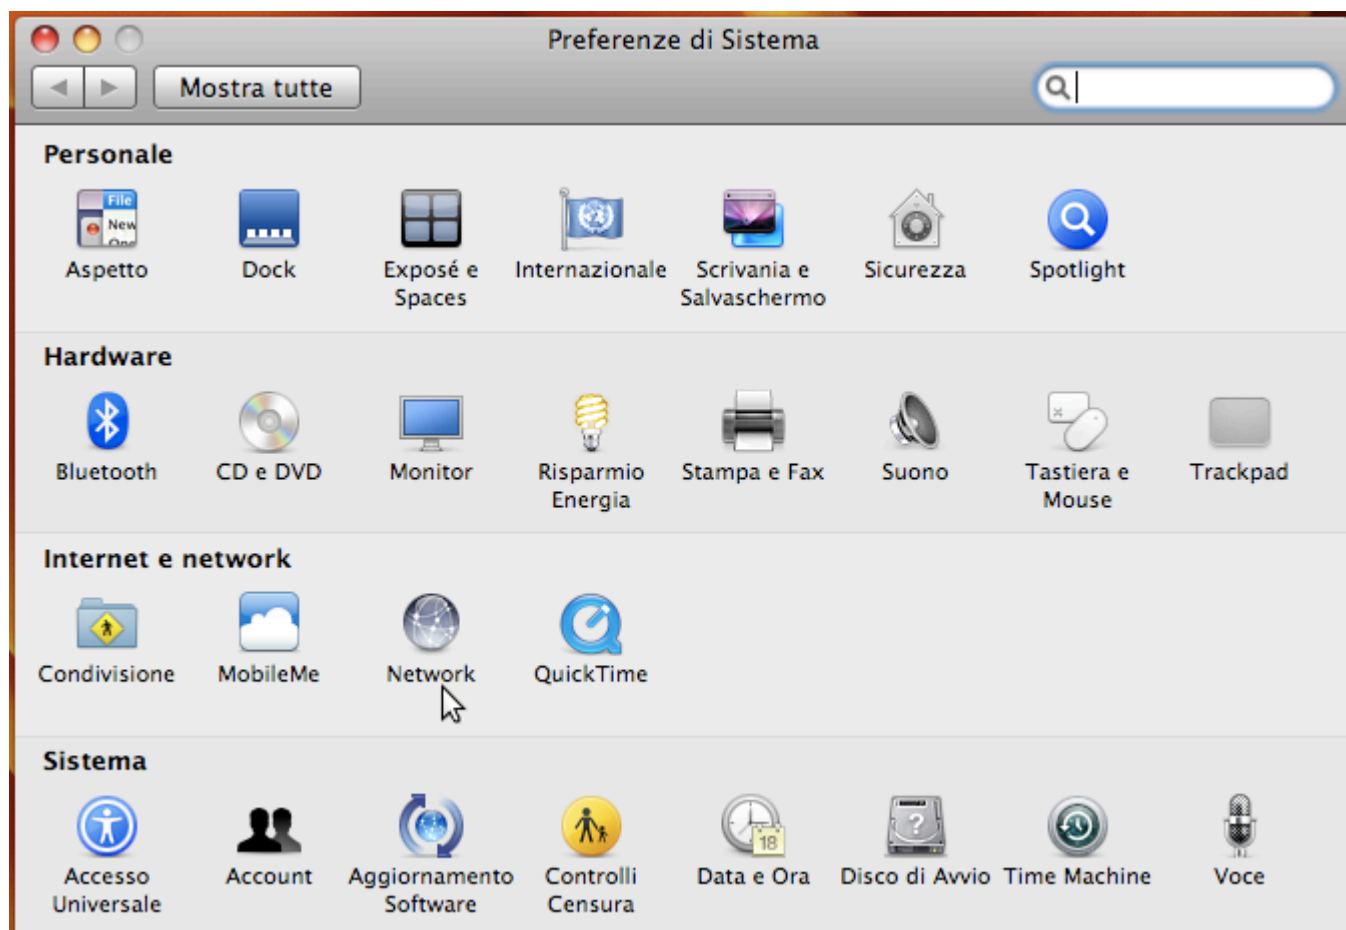 Preferenze di Sistema
Mostra tutte
Personale
File
New
One
Aspetto
Dock
Exposé e
Spaces
Internazionale
Scrivania e
Salvaschermo
Sicurezza
Spotlight
Hardware
Bluetooth
CD e DVD
Monitor
Risparmio
Energia
Stampa e Fax
Suono
Tastiera e
Mouse
Trackpad
Internet e network
Condivisione
MobileMe
Network
QuickTime
Sistema
Accesso
Universale
Account
Aggiornamento
Software
Controlli
Censura
18
Data e Ora
?
Disco di Avvio
Time Machine
Voce